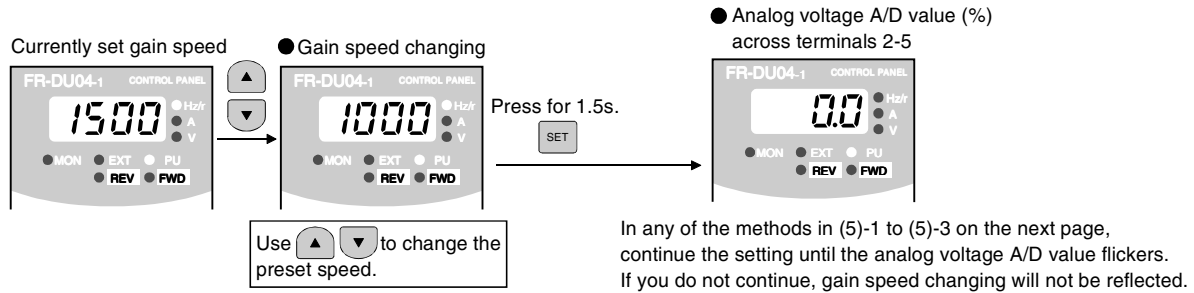 Currently set gain speed
FR-DU04-1 CONTROL PANEL
1500
Hz/r
A
V
MON EXT PU
REV FWD
● Gain speed changing
FR-DU04-1 CONTROL PANEL
1000
Hz/r
A
V
MON EXT PU
REV FWD
Use ▲ ▼ to change the
preset speed.
Press for 1.5s.
SET
● Analog voltage A/D value (%)
across terminals 2-5
FR-DU04-1 CONTROL PANEL
0.0
Hz/r
A
V
MON EXT PU
REV FWD
In any of the methods in (5)-1 to (5)-3 on the next page,
continue the setting until the analog voltage A/D value flickers.
If you do not continue, gain speed changing will not be reflected.